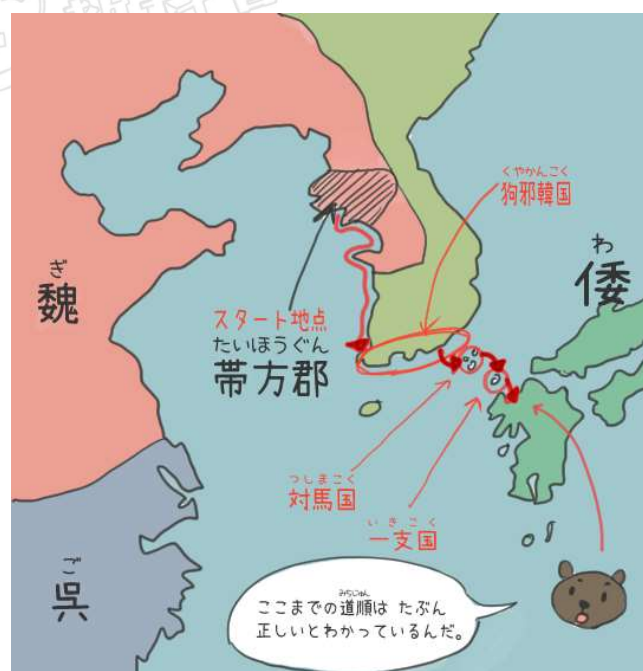 くやかんこく
狗邪韓国
わ
倭
ぎ
魏
スタート地点
たいほうぐん
帯方郡
つしまこく
対馬国
いきこく
一支国
ご
呉
みちじゅん
ここまでの道順は たぶん
正しいとわかっているんだ。